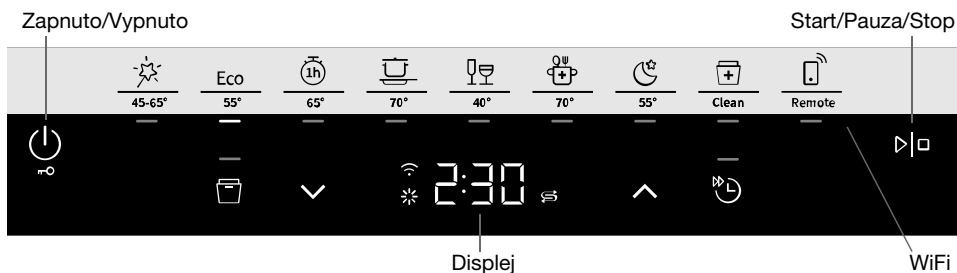 Zapnuto/Vypnuto Start/Pauza/Stop
Eco 1h
45-65° 55° 65° 70° 40° 70° 55° Clean Remote
2:30
Displej WiFi